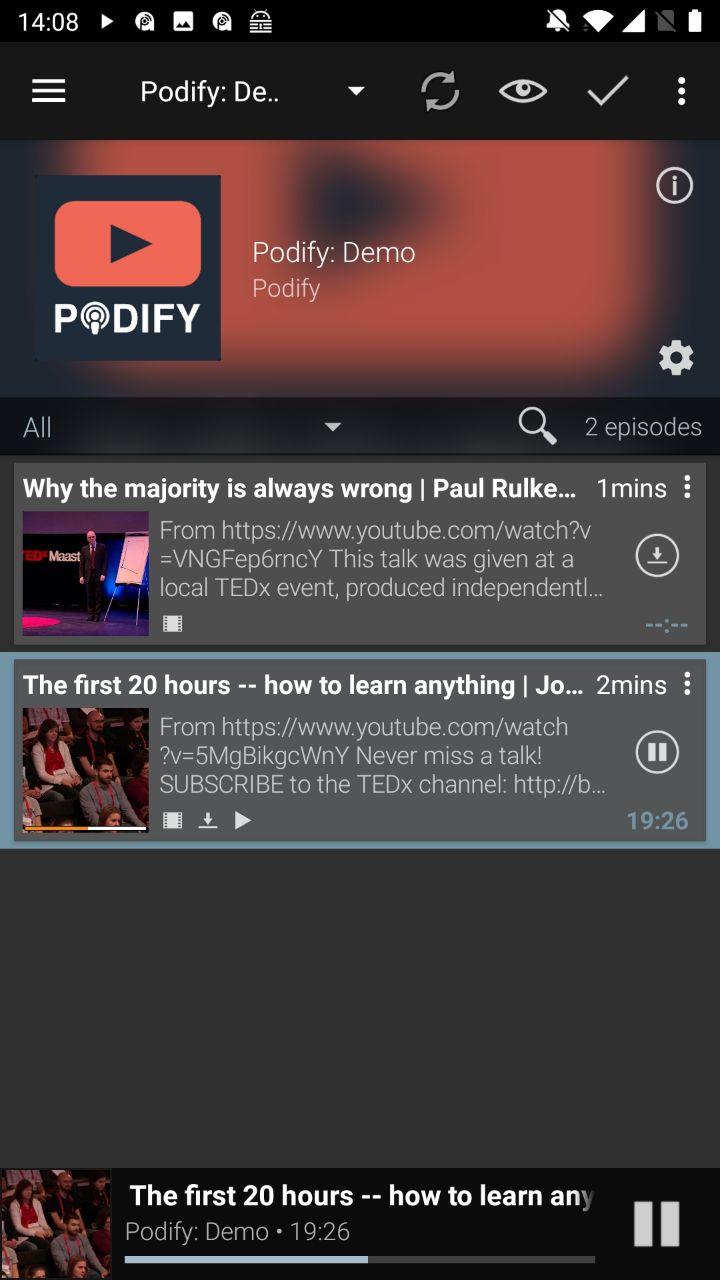 14:08
Podify: De..
Podify: Demo
Podify
PODIFY
All
2 episodes
Why the majority is always wrong | Paul Rulke... 1mins
From https://www.youtube.com/watch?v
=VNGFep6rncY This talk was given at a
local TEDx event, produced independentl...
TEDx Maast
--:--
The first 20 hours -- how to learn anything | Jo... 2mins
From https://www.youtube.com/watch
?v=5MgBikgcWnY Never miss a talk!
SUBSCRIBE to the TEDx channel: http://b...
19:26
The first 20 hours -- how to learn any
Podify: Demo • 19:26